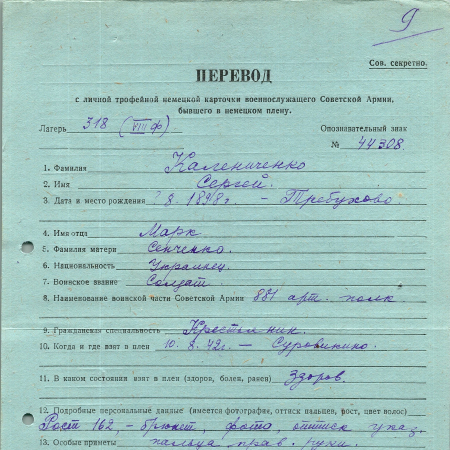 9
Сов. секретно.
ПЕРЕВОД
с личной трофейной немецкой карточки военнослужащего Советской Армии,
бывшего в немецком плену.
Лагерь 318 (VIII ф) Опознавательный знак
№ 44308
1. Фамилия Калениченко
2. Имя Сергей.
3. Дата и место рождения 8. 1898г – Требухово
4. Имя отца Марк
5. Фамилия матери Сенченко.
6. Национальность Украинец.
7. Воинское звание Солдат.
8. Наименование воинской части Советской Армии 881 арт. полк
9. Гражданская специальность Крестьянин.
10. Когда и где взят в плен 10. 8. 42г. – Суровикино.
11. В каком состоянии взят в плен (здоров, болен, ранен) Здоров.
12. Подробные персональные данные (имеется фотография, оттиск пальцев, рост, цвет волос)
Рост 162, – брюнет, фото, оттиск указ.
13. Особые приметы пальца прав. руки.